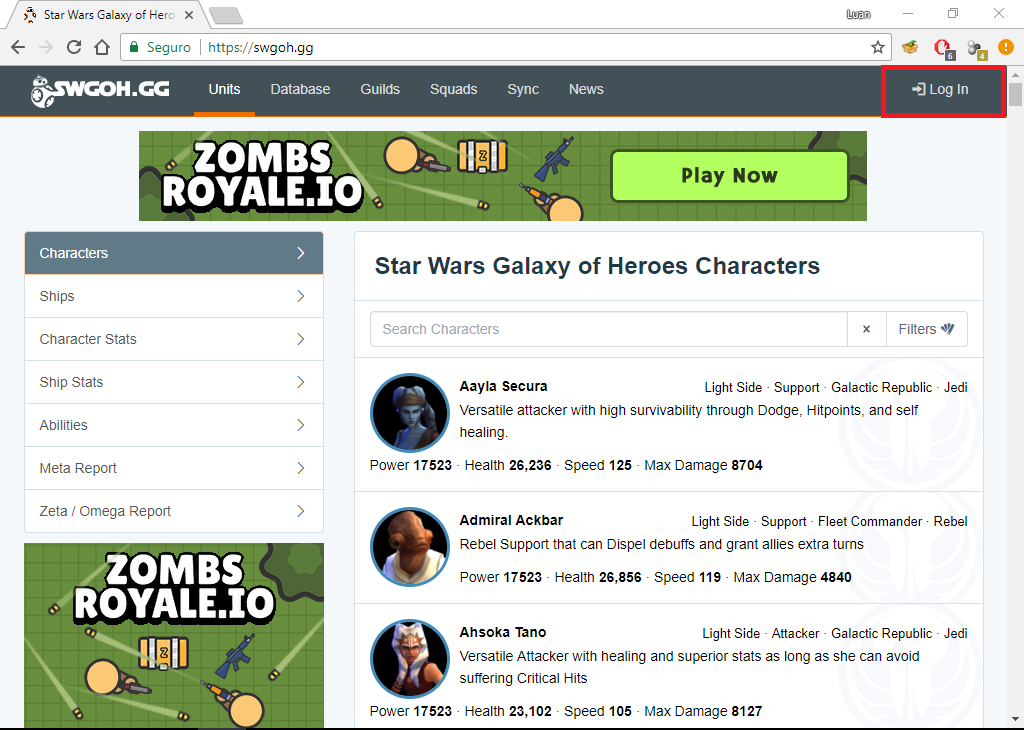 Star Wars Galaxy of Hero
Luan
Seguro https://swgoh.gg
6
4
SWGOH.GG
Units Database Guilds Squads Sync News Log In
ZOMBS
ROYALE.IO
Play Now
Characters
Ships
Character Stats
Ship Stats
Abilities
Meta Report
Zeta / Omega Report
ZOMBS
ROYALE.IO
Z
Star Wars Galaxy of Heroes Characters
Search Characters × Filters
Aayla Secura Light Side · Support · Galactic Republic · Jedi
Versatile attacker with high survivability through Dodge, Hitpoints, and self
healing.
Power 17523 · Health 26,236 · Speed 125 · Max Damage 8704
Admiral Ackbar Light Side · Support · Fleet Commander · Rebel
Rebel Support that can Dispel debuffs and grant allies extra turns
Power 17523 · Health 26,856 · Speed 119 · Max Damage 4840
Ahsoka Tano Light Side · Attacker · Galactic Republic · Jedi
Versatile Attacker with healing and superior stats as long as she can avoid
suffering Critical Hits
Power 17523 · Health 23,102 · Speed 105 · Max Damage 8127